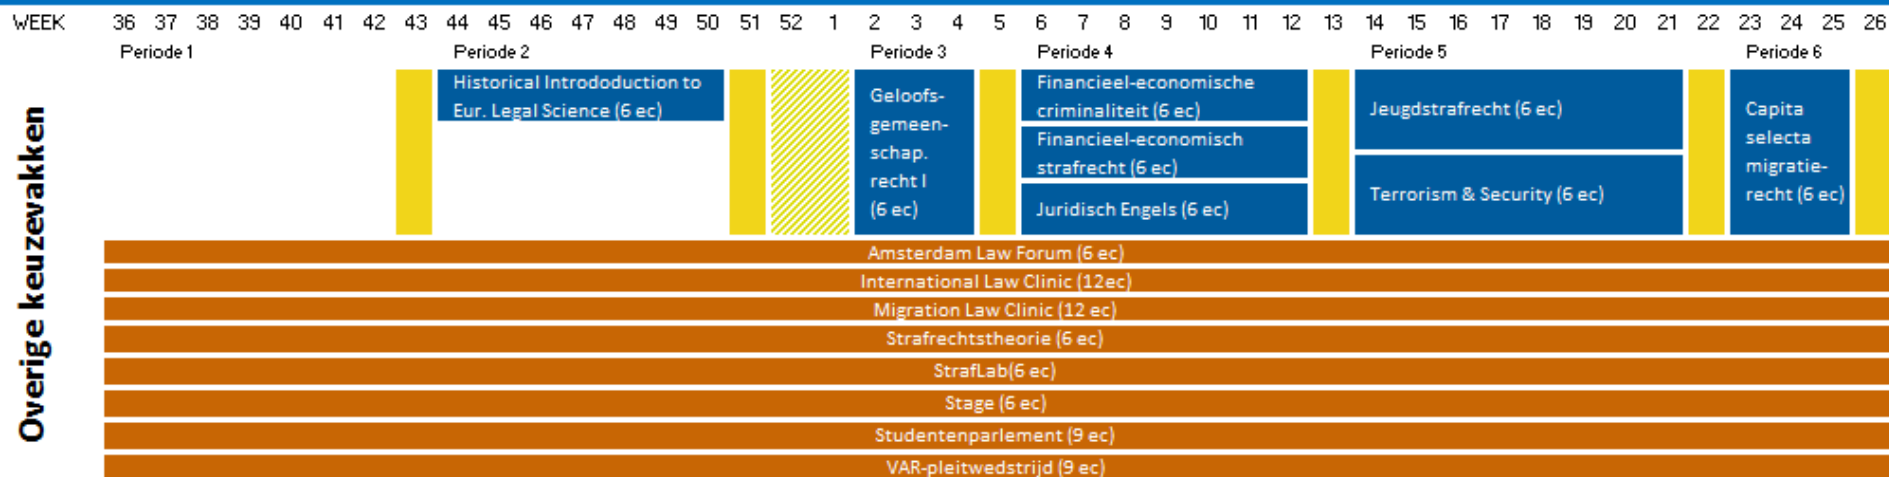 WEEK 36 37 38 39 40 41 42 43 44 45 46 47 48 49 50 51 52 1 2 3 4 5 6 7 8 9 10 11 12 13 14 15 16 17 18 19 20 21 22 23 24 25 26
Periode 1 Periode 2 Periode 3 Periode 4 Periode 5 Periode 6
Overige keuzevakken
Historical Intrododuction to
Eur. Legal Science (6 ec)
Geloofs-
gemeen-
schap.
recht I
(6 ec)
Financieel-economische
criminaliteit (6 ec)
Financieel-economisch
strafrecht (6 ec)
Juridisch Engels (6 ec)
Jeugdstrafrecht (6 ec)
Terrorism & Security (6 ec)
Capita
selecta
migratie-
recht (6 ec)
Amsterdam Law Forum (6 ec)
International Law Clinic (12ec)
Migration Law Clinic (12 ec)
Strafrechtstheorie (6 ec)
StrafLab(6 ec)
Stage (6 ec)
Studentenparlement (9 ec)
VAR-pleitwedstrijd (9 ec)